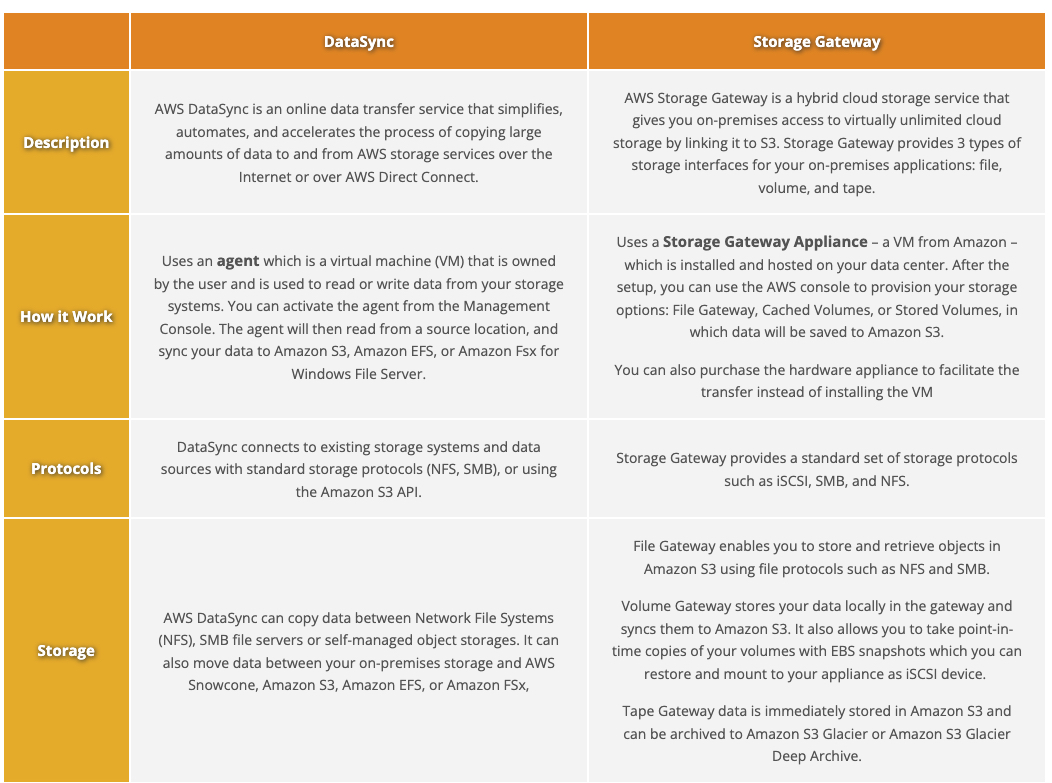 DataSync
Storage Gateway
Description
AWS DataSync is an online data transfer service that simplifies,
automates, and accelerates the process of copying large
amounts of data to and from AWS storage services over the
Internet or over AWS Direct Connect.
AWS Storage Gateway is a hybrid cloud storage service that
gives you on-premises access to virtually unlimited cloud
storage by linking it to S3. Storage Gateway provides 3 types of
storage interfaces for your on-premises applications: file,
volume, and tape.
How it Work
Uses an agent which is a virtual machine (VM) that is owned
by the user and is used to read or write data from your storage
systems. You can activate the agent from the Management
Console. The agent will then read from a source location, and
sync your data to Amazon S3, Amazon EFS, or Amazon Fsx for
Windows File Server.
Uses a Storage Gateway Appliance – a VM from Amazon –
which is installed and hosted on your data center. After the
setup, you can use the AWS console to provision your storage
options: File Gateway, Cached Volumes, or Stored Volumes, in
which data will be saved to Amazon S3.
You can also purchase the hardware appliance to facilitate the
transfer instead of installing the VM
Protocols
DataSync connects to existing storage systems and data
sources with standard storage protocols (NFS, SMB), or using
the Amazon S3 API.
Storage Gateway provides a standard set of storage protocols
such as iSCSI, SMB, and NFS.
Storage
AWS DataSync can copy data between Network File Systems
(NFS), SMB file servers or self-managed object storages. It can
also move data between your on-premises storage and AWS
Snowcone, Amazon S3, Amazon EFS, or Amazon FSx,
File Gateway enables you to store and retrieve objects in
Amazon S3 using file protocols such as NFS and SMB.
Volume Gateway stores your data locally in the gateway and
syncs them to Amazon S3. It also allows you to take point-in-
time copies of your volumes with EBS snapshots which you can
restore and mount to your appliance as iSCSI device.
Tape Gateway data is immediately stored in Amazon S3 and
can be archived to Amazon S3 Glacier or Amazon S3 Glacier
Deep Archive.